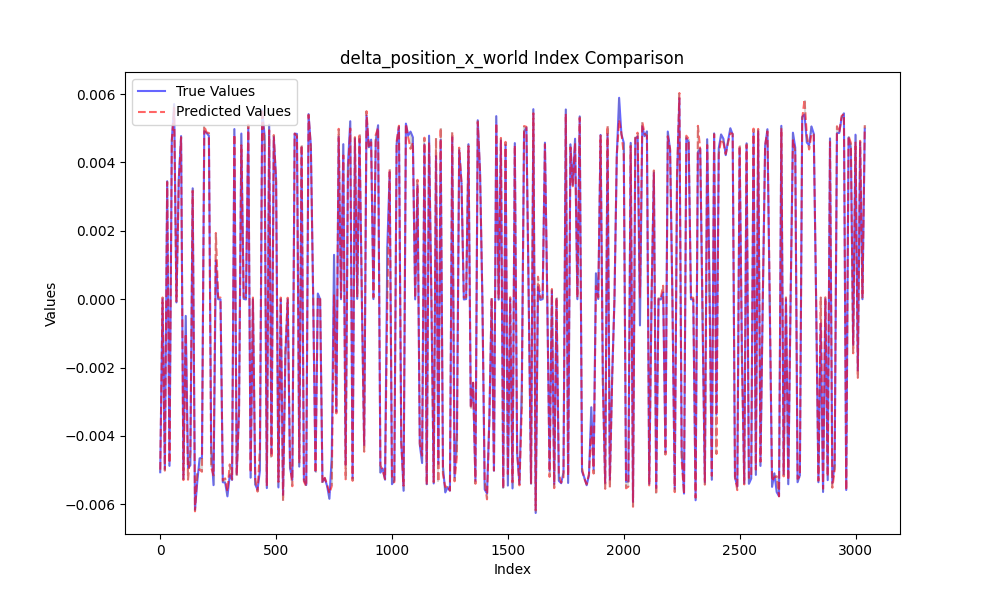 delta_position_x_world Index Comparison
True Values
Predicted Values
0.006
0.004
0.002
0.000
−0.002
−0.004
−0.006
Values
0 500 1000 1500 2000 2500 3000
Index